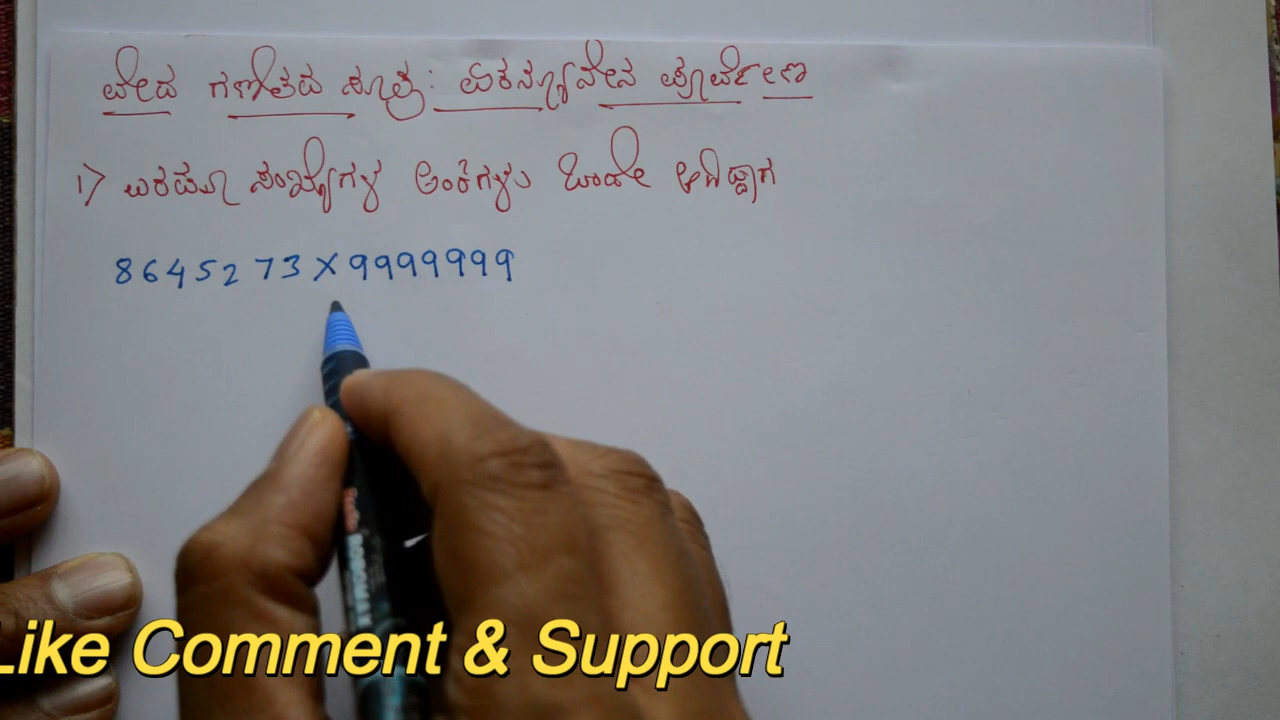 ವೇದ ಗಣಿತದ ಸೂತ್ರ: ಏಕನ್ಯೂನೇನ ಪೂರ್ವೇಣ
1) ಎರಡೂ ಸಂಖ್ಯೆಗಳ ಅಂಕೆಗಳು ಒಂದೇ ಆಗಿದ್ದಾಗ
8645273×9999999
Like Comment & Support